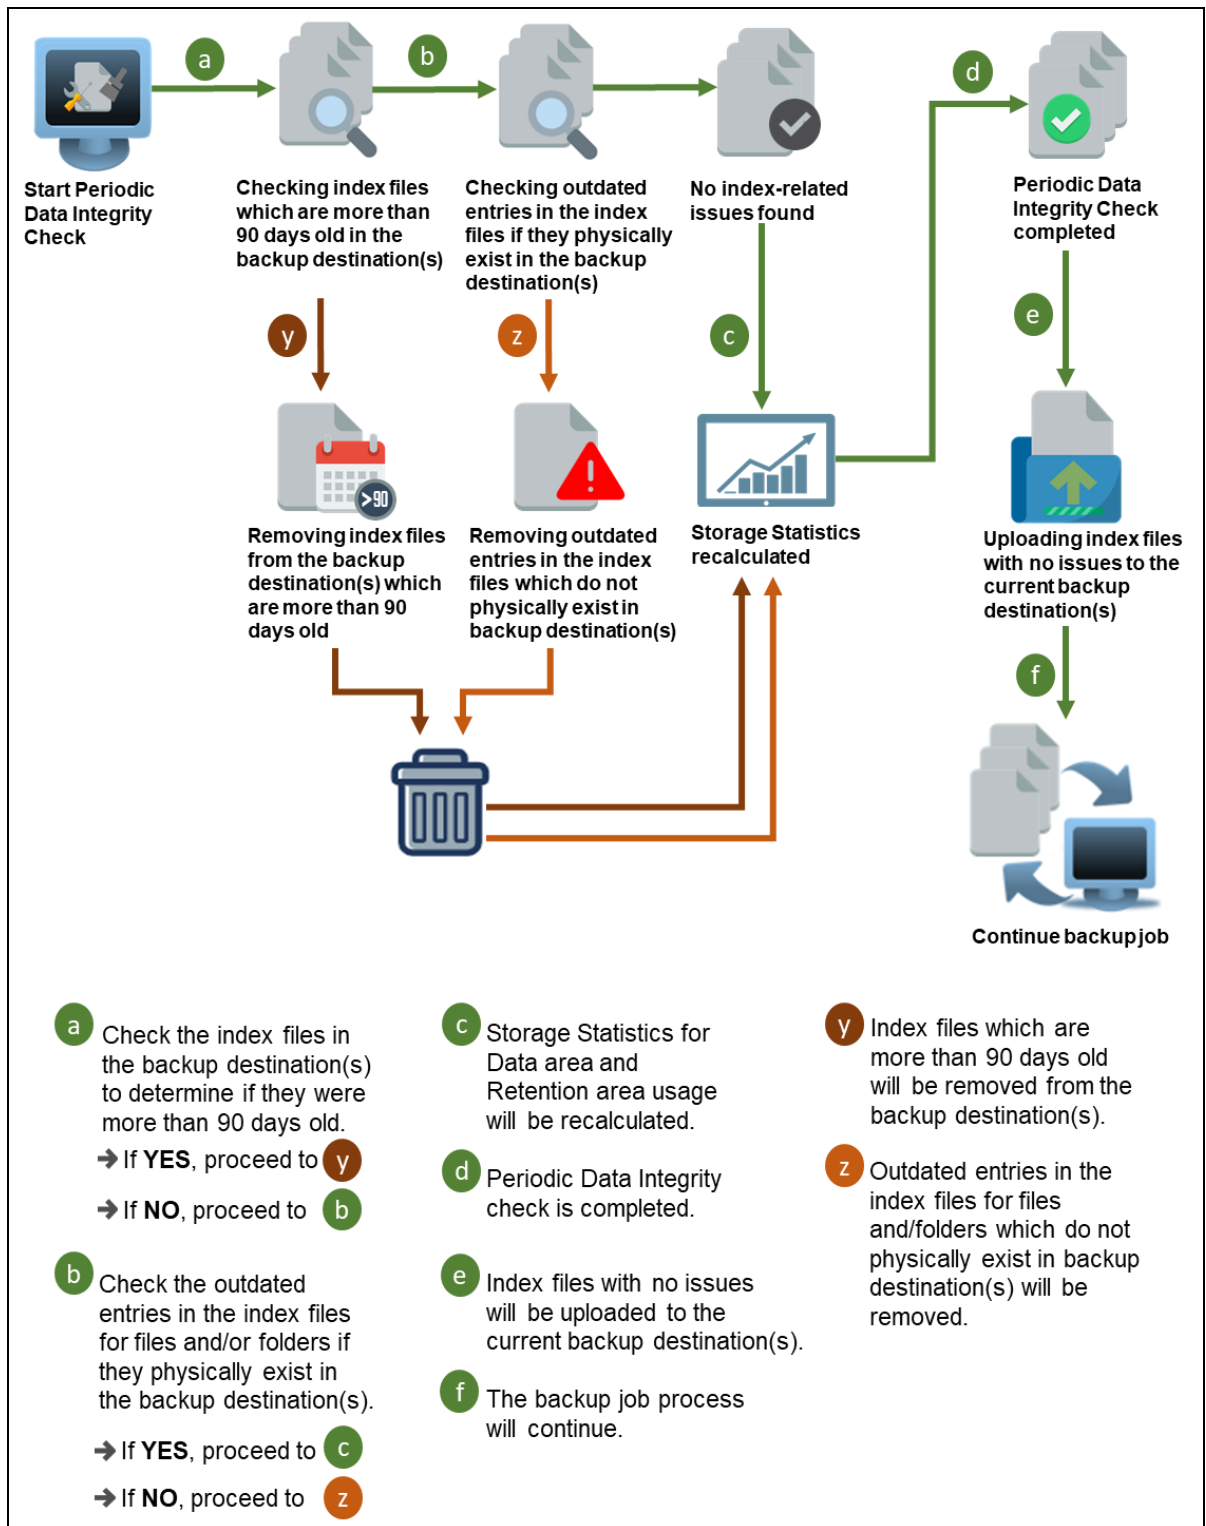 a
b
d
Start Periodic
Data Integrity
Check
Checking index files
which are more than
90 days old in the
backup destination(s)
Checking outdated
entries in the index
files if they physically
exist in the backup
destination(s)
No index-related
issues found
Periodic Data
Integrity Check
completed
y
z
c
e
>90
Removing index files
from the backup
destination(s) which
are more than 90
days old
Removing outdated
entries in the index
files which do not
physically exist in
backup destination(s)
Storage Statistics
recalculated
Uploading index files
with no issues to the
current backup
destination(s)
f
Continue backup job
a
Check the index files in
the backup destination(s)
to determine if they were
more than 90 days old.
➔ If YES, proceed to y
➔ If NO, proceed to b
b
Check the outdated
entries in the index files
for files and/or folders if
they physically exist in
the backup destination(s).
➔ If YES, proceed to c
➔ If NO, proceed to z
c
Storage Statistics for
Data area and
Retention area usage
will be recalculated.
d
Periodic Data Integrity
check is completed.
e
Index files with no issues
will be uploaded to the
current backup destination(s).
f
The backup job process
will continue.
y
Index files which are
more than 90 days old
will be removed from the
backup destination(s).
z
Outdated entries in the
index files for files
and/folders which do not
physically exist in backup
destination(s) will be
removed.